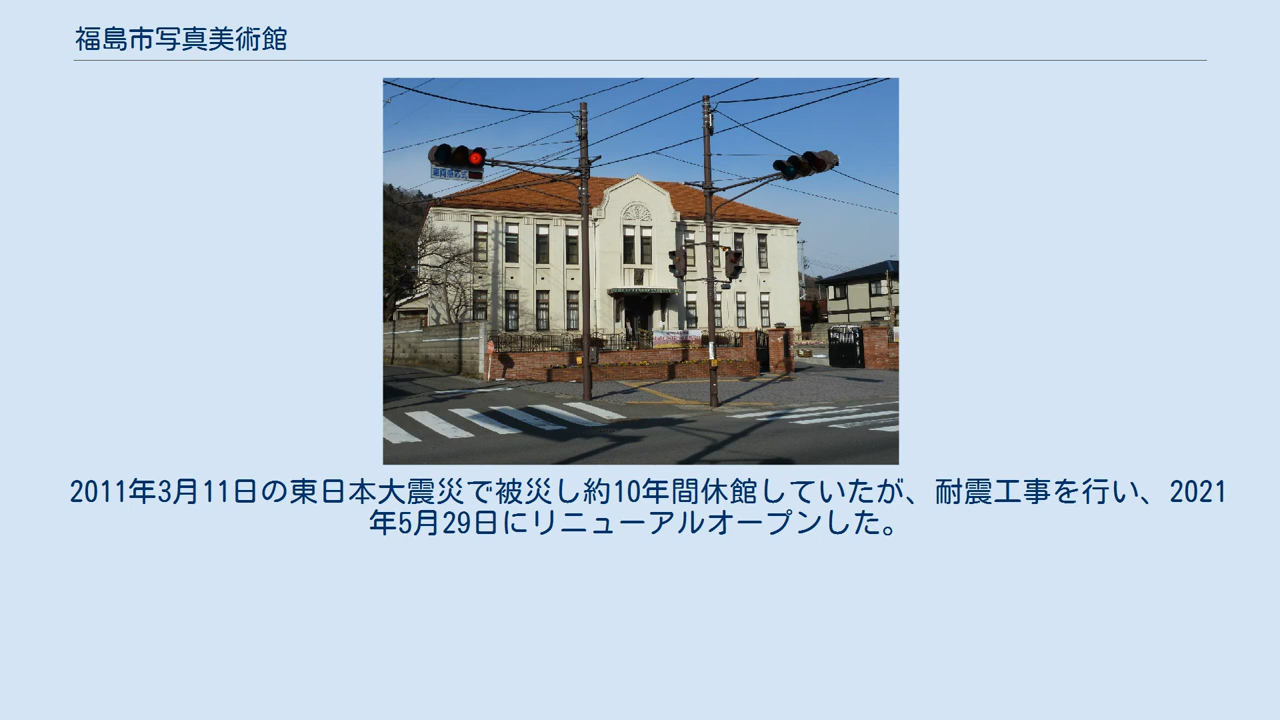 福島市写真美術館
2011年3月11日の東日本大震災で被災し約10年間休館していたが、耐震工事を行い、2021
年5月29日にリニューアルオープンした。